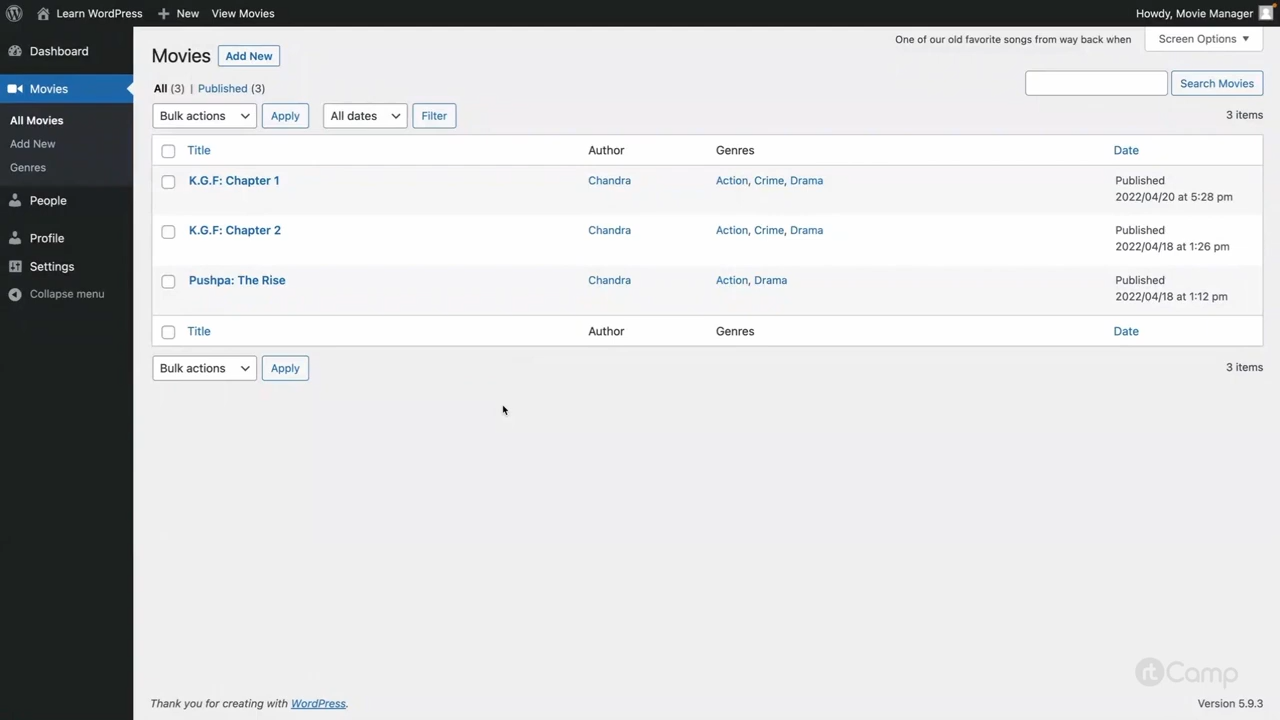 Learn WordPress New View Movies Howdy, Movie Manager
Dashboard
Movies
All Movies
Add New
Genres
People
Profile
Settings
Collapse menu
One of our old favorite songs from way back when Screen Options
Movies Add New
All (3) | Published (3)
Search Movies
Bulk actions Apply All dates Filter 3 items
Title Author Genres Date
K.G.F: Chapter 1 Chandra Action, Crime, Drama Published
2022/04/20 at 5:28 pm
K.G.F: Chapter 2 Chandra Action, Crime, Drama Published
2022/04/18 at 1:26 pm
Pushpa: The Rise Chandra Action, Drama Published
2022/04/18 at 1:12 pm
Title Author Genres Date
Bulk actions Apply 3 items
rtCamp
Thank you for creating with WordPress. Version 5.9.3